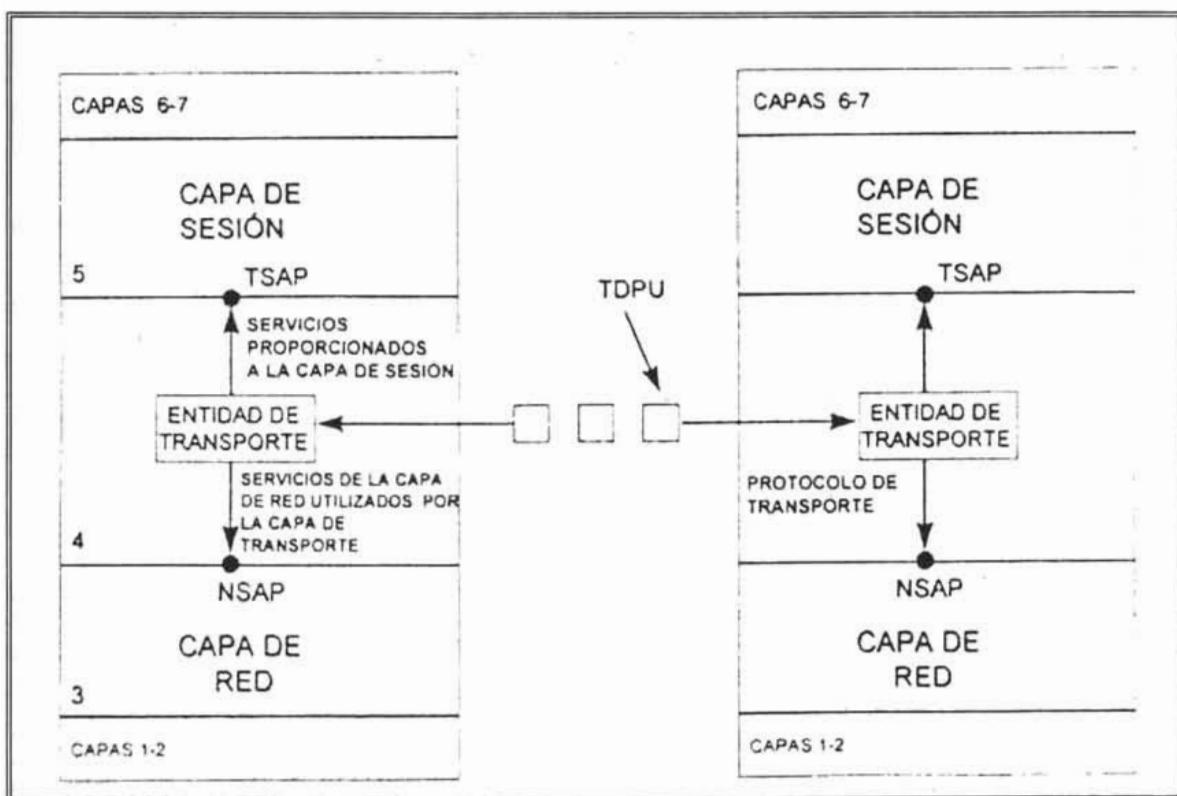 CAPAS 6-7
CAPA DE
SESIÓN
5
TSAP
SERVICIOS
PROPORCIONADOS
A LA CAPA DE SESIÓN
ENTIDAD DE
TRANSPORTE
SERVICIOS DE LA CAPA
DE RED UTILIZADOS POR
LA CAPA DE
TRANSPORTE
4
NSAP
CAPA DE
RED
3
CAPAS 1-2
TDPU
CAPAS 6-7
CAPA DE
SESIÓN
TSAP
ENTIDAD DE
TRANSPORTE
PROTOCOLO DE
TRANSPORTE
NSAP
CAPA DE
RED
CAPAS 1-2